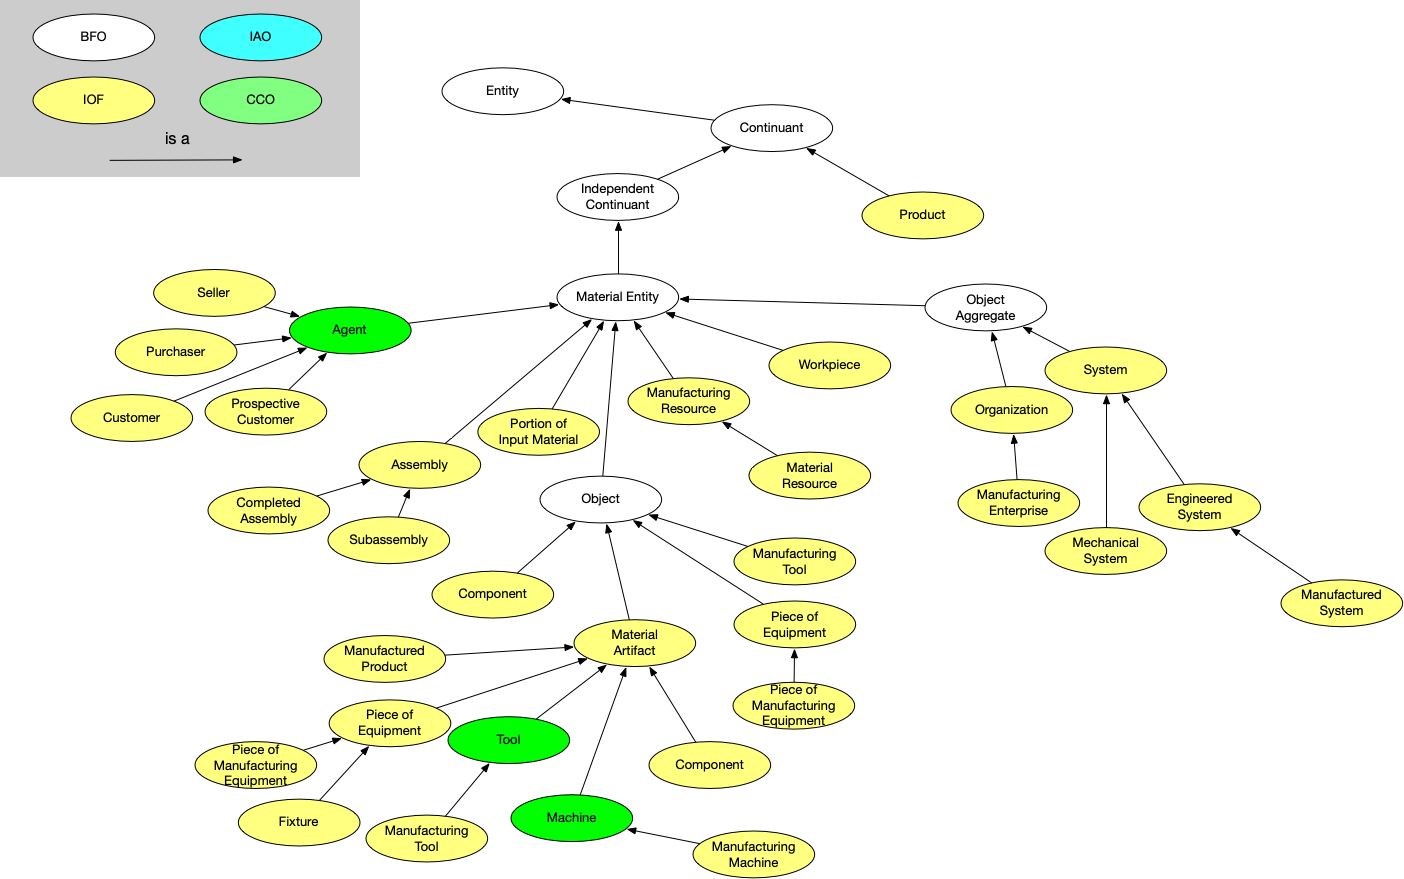 BFO
IAO
IOF
CCO
is a
Entity
Continuant
Independent
Continuant
Product
Seller
Material Entity
Object
Aggregate
Agent
Purchaser
Workpiece
System
Customer
Prospective
Customer
Manufacturing
Resource
Organization
Portion of
Input Material
Assembly
Material
Resource
Completed
Assembly
Object
Manufacturing
Enterprise
Engineered
System
Subassembly
Mechanical
System
Manufacturing
Tool
Component
Manufactured
System
Piece of
Equipment
Material
Artifact
Manufactured
Product
Piece of
Manufacturing
Equipment
Piece of
Equipment
Tool
Piece of
Manufacturing
Equipment
Component
Fixture
Machine
Manufacturing
Tool
Manufacturing
Machine